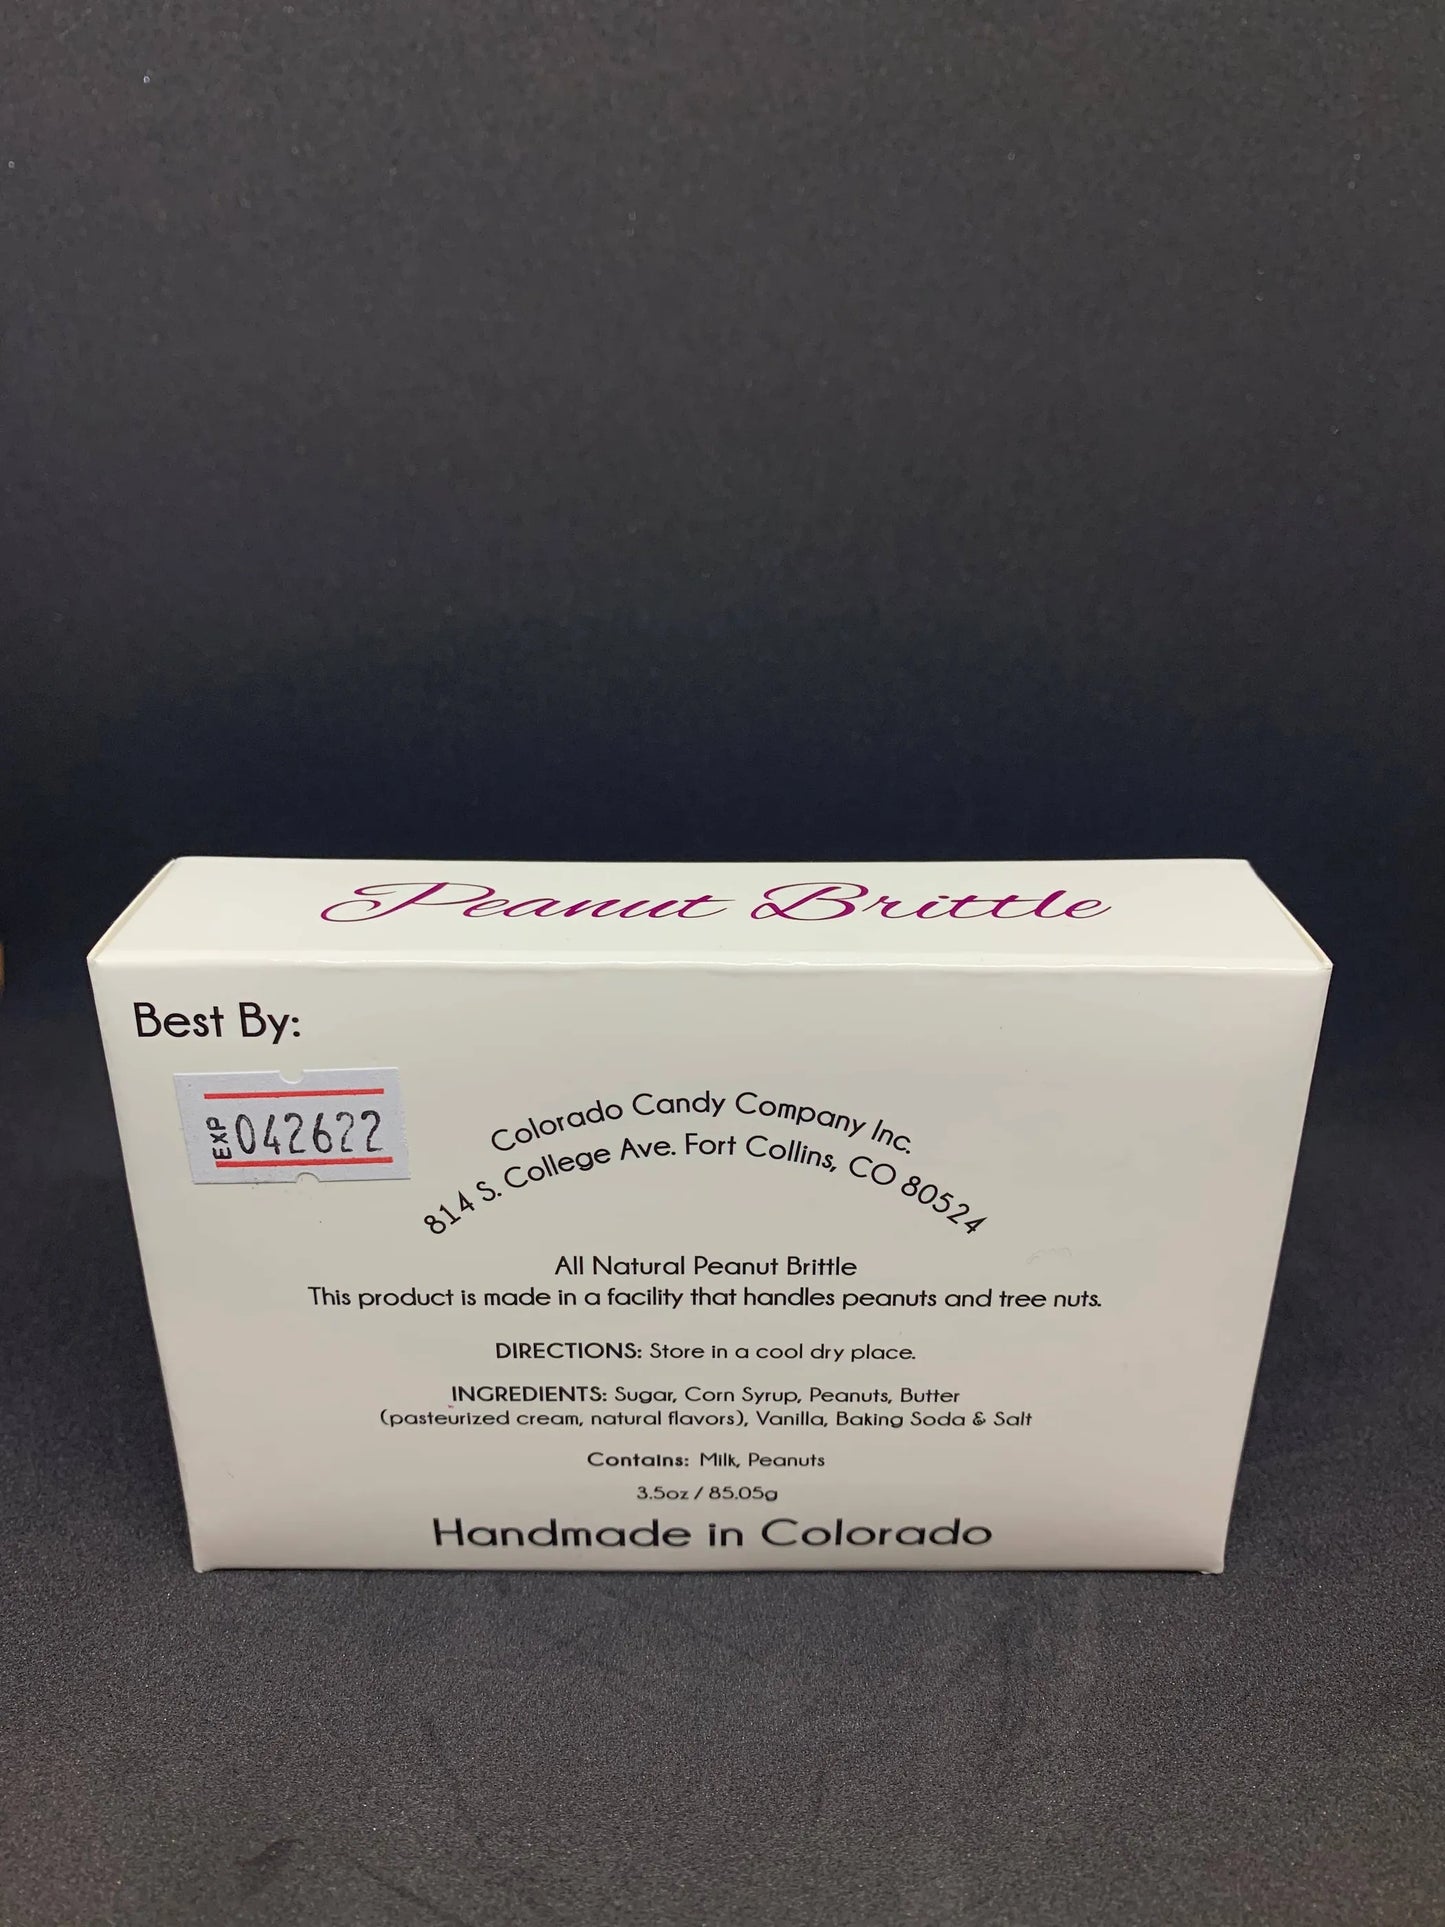 Peanut Brittle
Best By:
EXP 042622
Colorado Candy Company Inc.
814 S. College Ave. Fort Collins, CO 80524
All Natural Peanut Brittle
This product is made in a facility that handles peanuts and tree nuts.
DIRECTIONS: Store in a cool dry place.
INGREDIENTS: Sugar, Corn Syrup, Peanuts, Butter
(pasteurized cream, natural flavors), Vanilla, Baking Soda & Salt
Contains: Milk, Peanuts
3.5oz / 85.05g
Handmade in Colorado